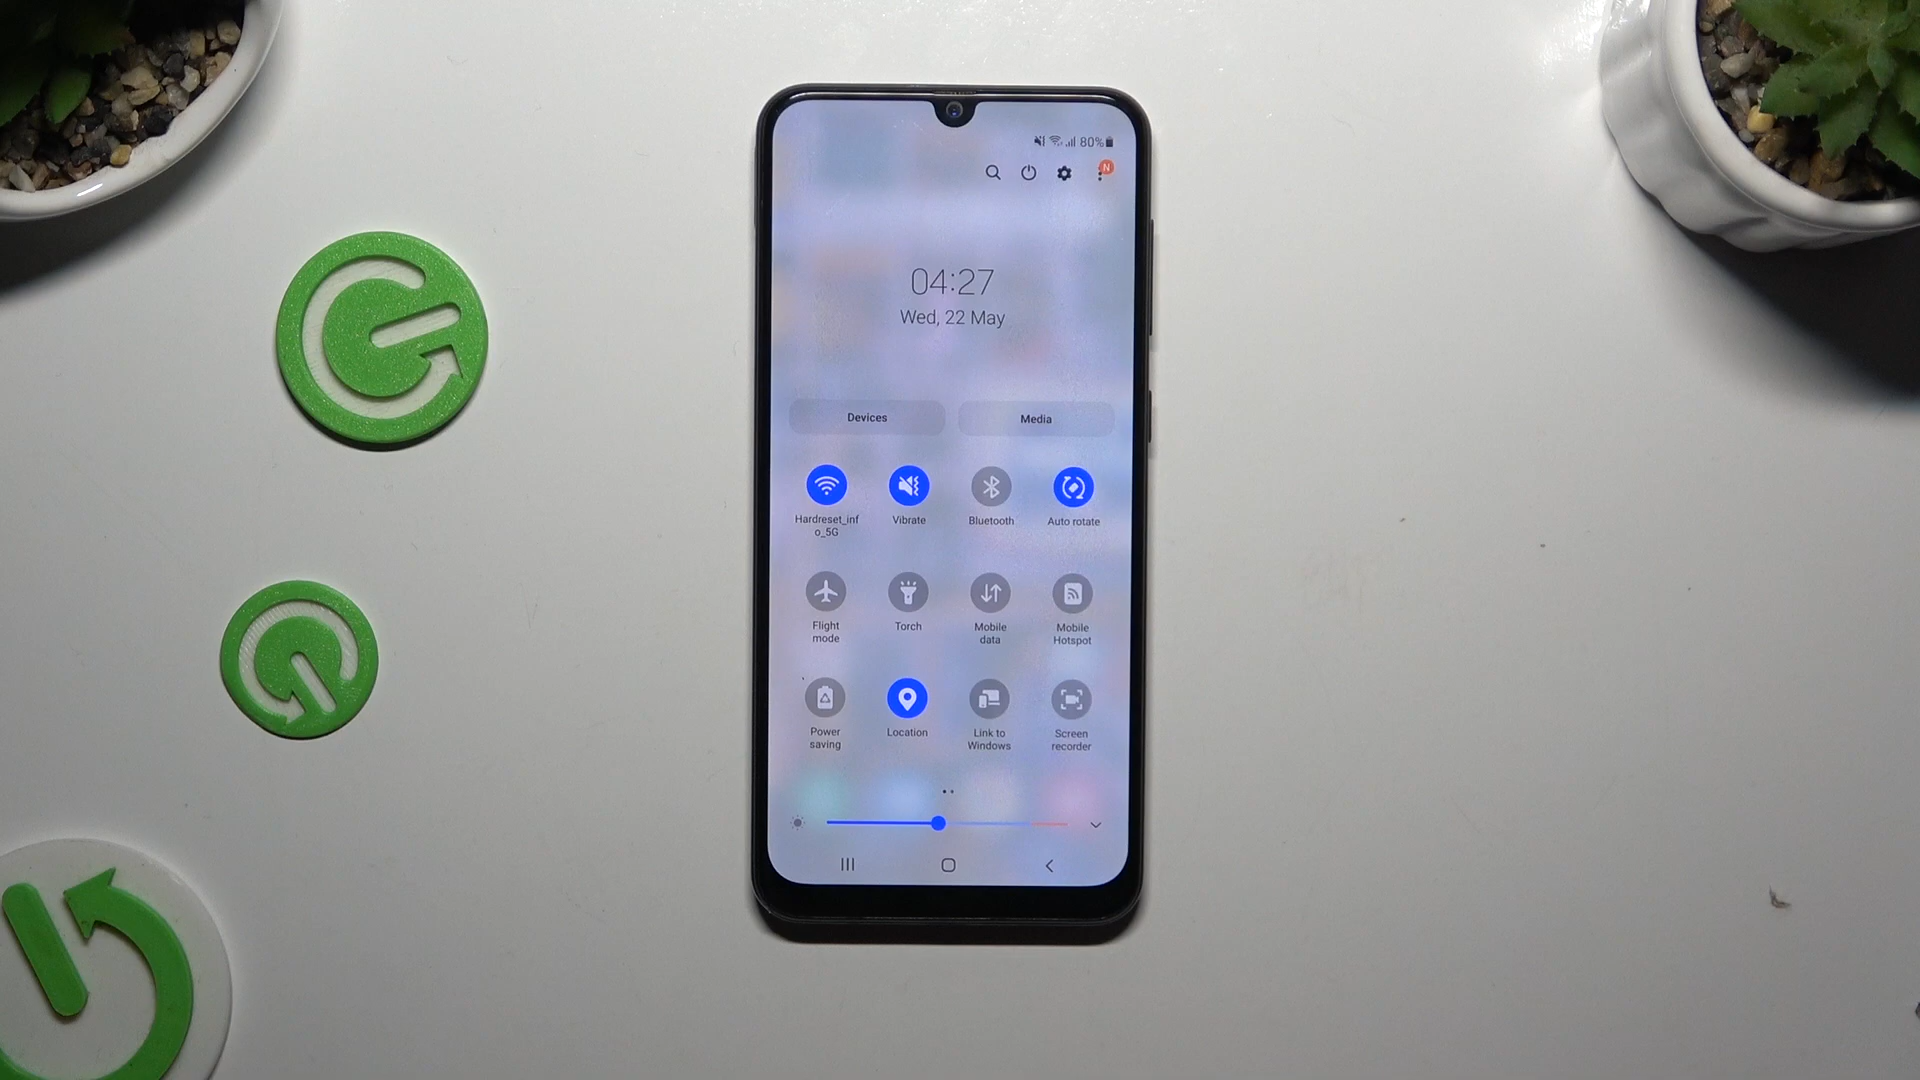 80%
N
04:27
Wed, 22 May
Devices Media
Hardreset_inf Vibrate Bluetooth Auto rotate
o_5G
Flight Torch Mobile Mobile
mode data Hotspot
Power Location Link to Screen
saving Windows recorder